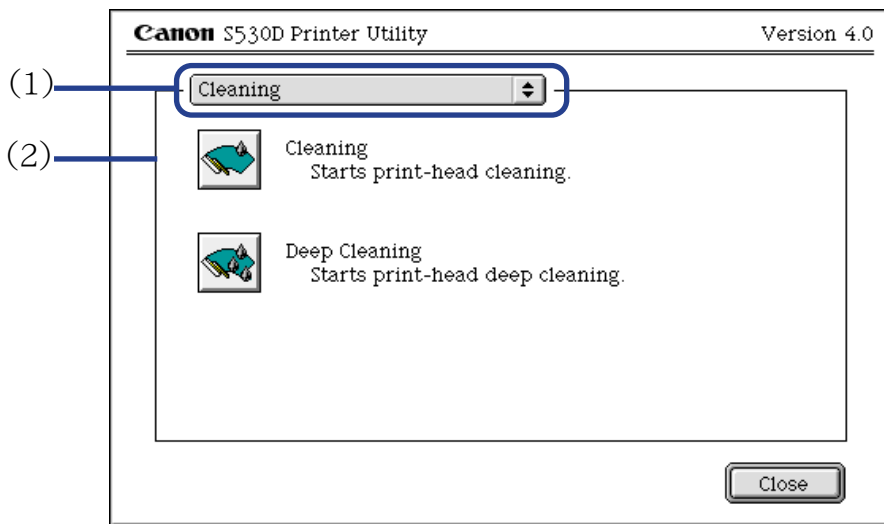 Canon S530D Printer Utility Version 4.0
(1) Cleaning
(2)
Cleaning
Starts print-head cleaning.
Deep Cleaning
Starts print-head deep cleaning.
Close